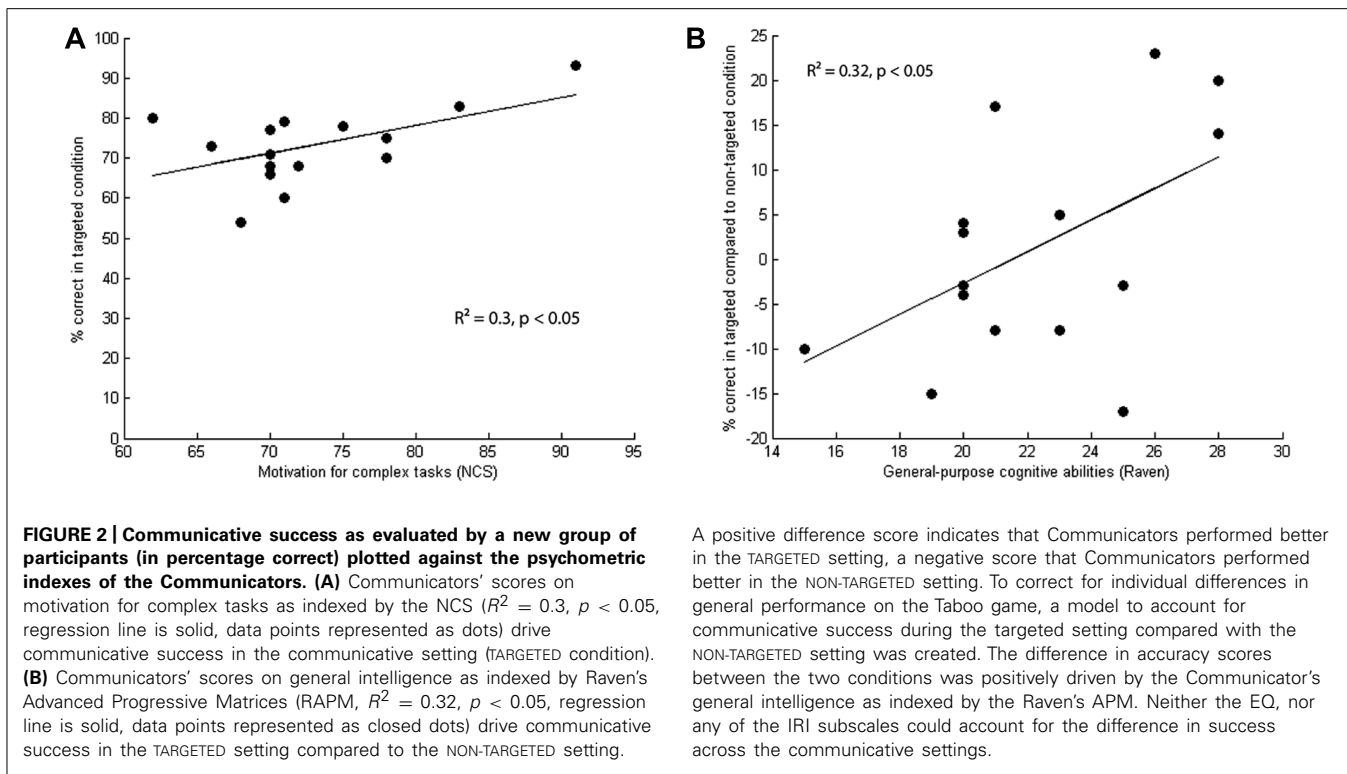 A
100
90
80
70
60
50
40
30
20
10
0
60 65 70 75 80 85 90 95
% correct in targeted condition
Motivation for complex tasks (NCS)
R² = 0.3, p < 0.05
B
25
20
15
10
5
0
-5
-10
-15
-20
14 16 18 20 22 24 26 28 30
% correct in targeted compared to non-targeted condition
General-purpose cognitive abilities (Raven)
R² = 0.32, p < 0.05
FIGURE 2 | Communicative success as evaluated by a new group of
participants (in percentage correct) plotted against the psychometric
indexes of the Communicators. (A) Communicators' scores on
motivation for complex tasks as indexed by the NCS (R² = 0.3, p < 0.05,
regression line is solid, data points represented as dots) drive
communicative success in the communicative setting (TARGETED condition).
(B) Communicators' scores on general intelligence as indexed by Raven's
Advanced Progressive Matrices (RAPM, R² = 0.32, p < 0.05, regression
line is solid, data points represented as closed dots) drive communicative
success in the TARGETED setting compared to the NON-TARGETED setting.
A positive difference score indicates that Communicators performed better
in the TARGETED setting, a negative score that Communicators performed
better in the NON-TARGETED setting. To correct for individual differences in
general performance on the Taboo game, a model to account for
communicative success during the targeted setting compared with the
NON-TARGETED setting was created. The difference in accuracy scores
between the two conditions was positively driven by the Communicator's
general intelligence as indexed by the Raven's APM. Neither the EQ, nor
any of the IRI subscales could account for the difference in success
across the communicative settings.